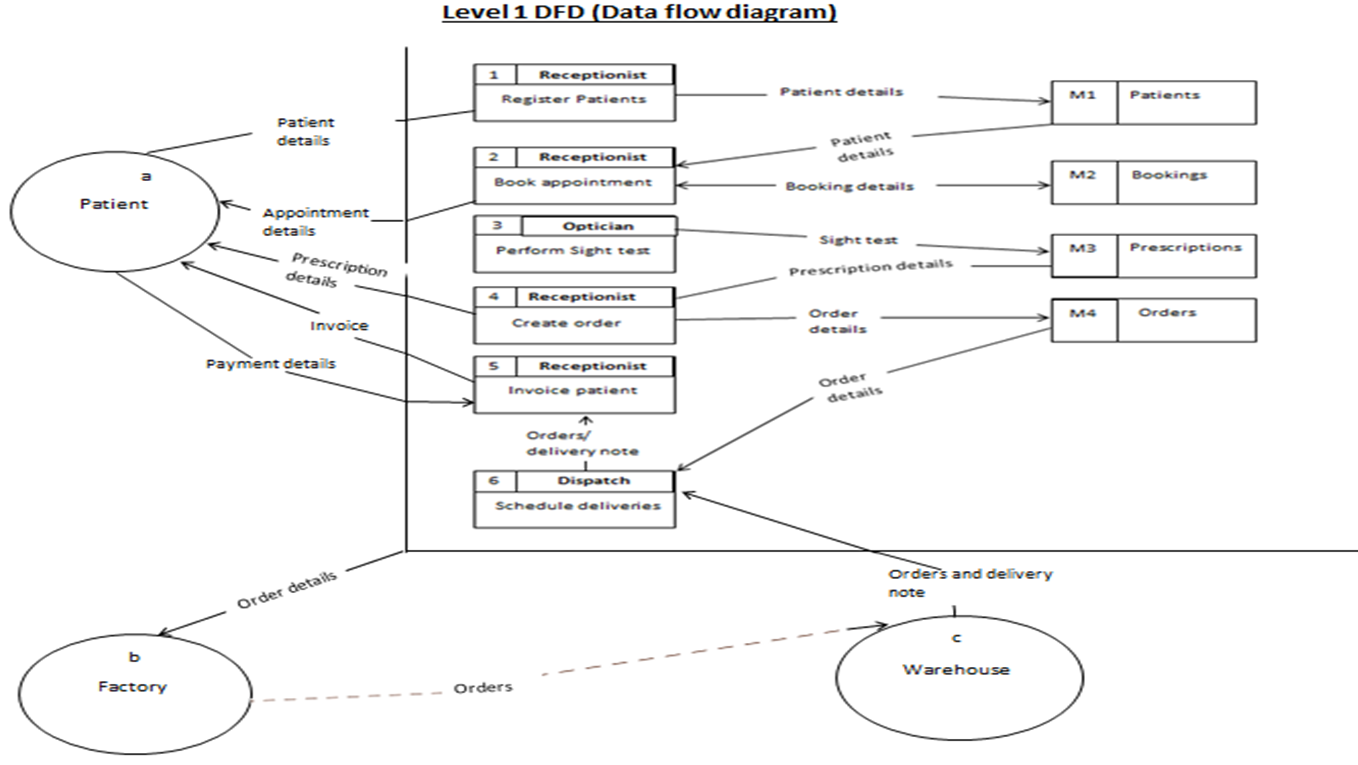 Level 1 DFD (Data flow diagram)
1 Receptionist
Register Patients
Patient details
M1 Patients
Patient
details
Patient
details
2 Receptionist
Book appointment
Booking details
M2 Bookings
a
Patient
Appointment
details
3 Optician
Perform Sight test
Sight test
M3 Prescriptions
Prescription
details
Prescription details
4 Receptionist
Create order
Order
details
M4 Orders
Invoice
Payment details
5 Receptionist
Invoice patient
Order
details
Orders/
delivery note
6 Dispatch
Schedule deliveries
Order details
Orders and delivery
note
b
Factory
Orders
c
Warehouse